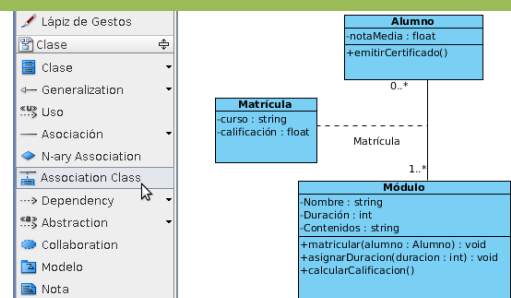 Lápiz de Gestos
Clase
Clase
Generalization
Uso
Asociación
N-ary Association
Association Class
Dependency
Abstraction
Collaboration
Modelo
Nota
Alumno
-notaMedia : float
+emitirCertificado()
0..*
Matrícula
-curso : string
-calificación : float
Matrícula
1..*
Módulo
-Nombre : string
-Duración : int
-Contenidos : string
+matricular(alumno : Alumno) : void
+asignarDuracion(duracion : int) : void
+calcularCalificacion()